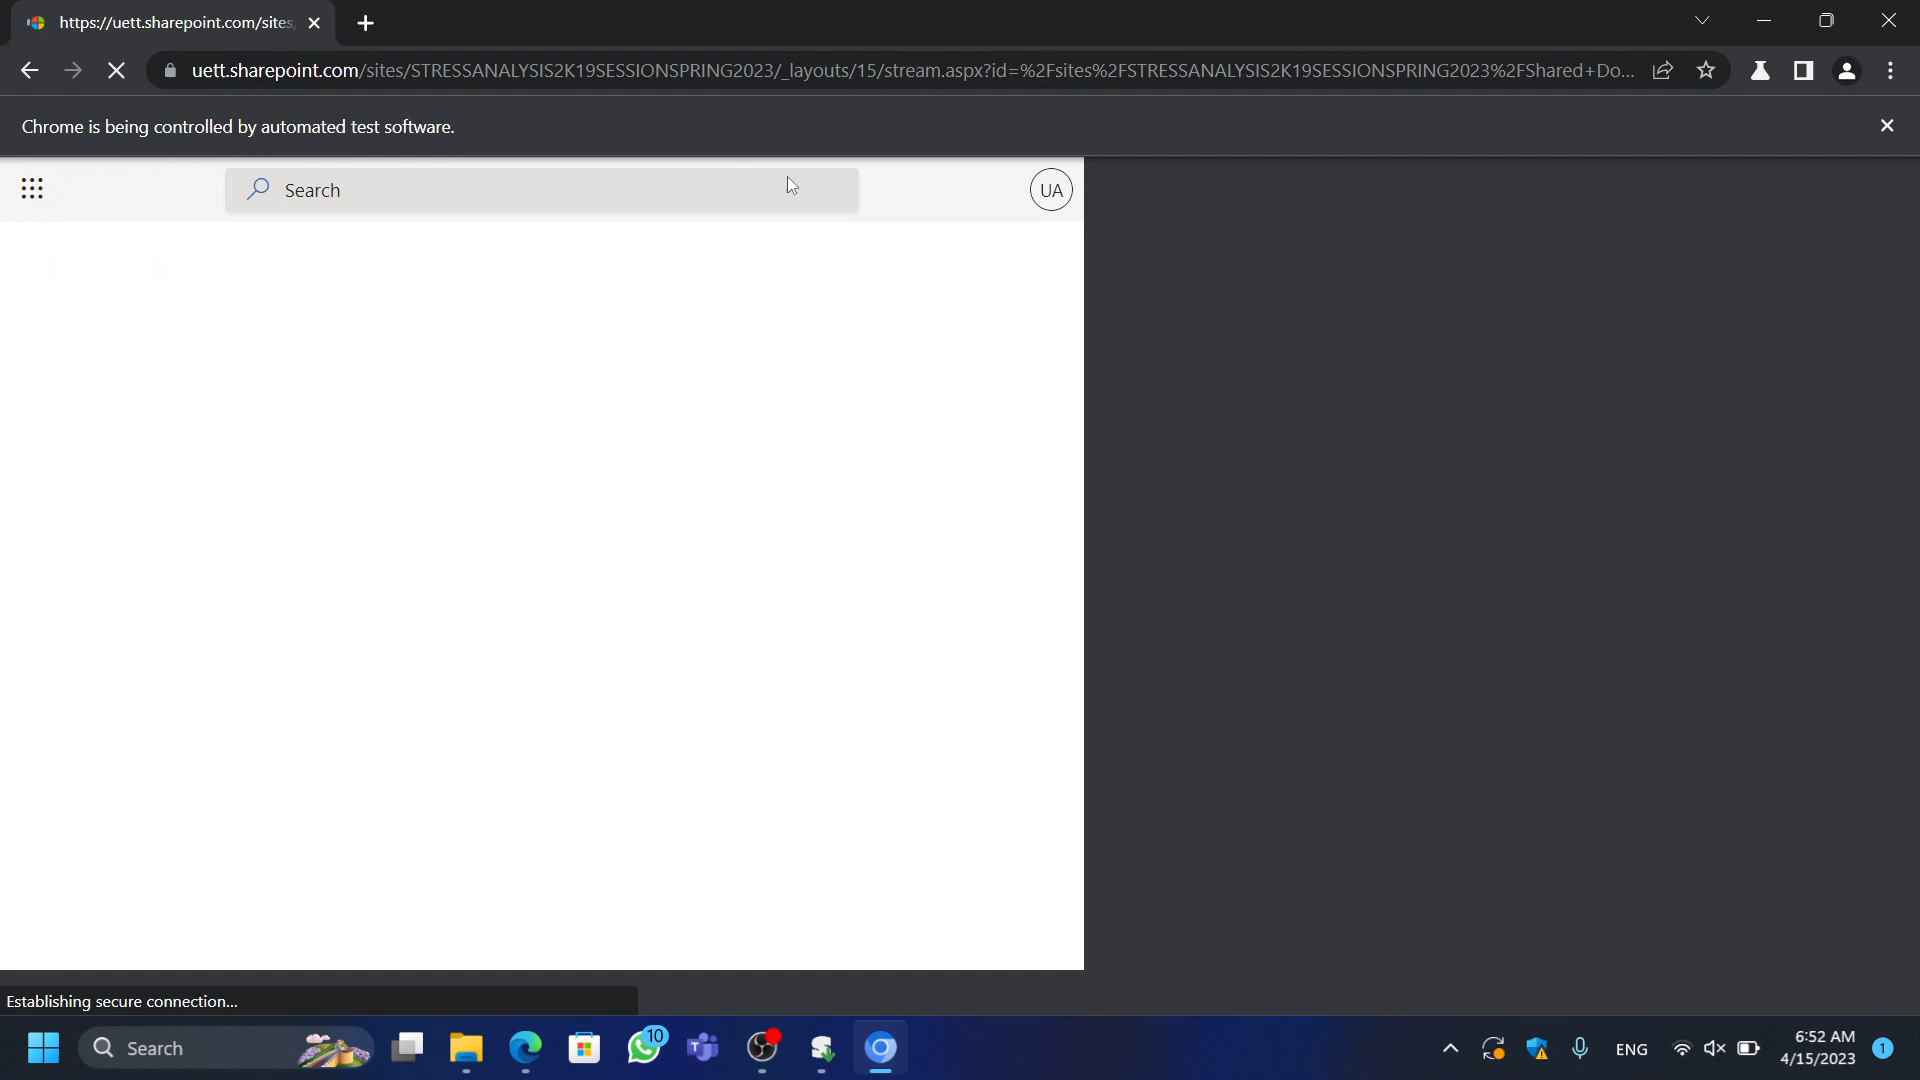 https://uett.sharepoint.com/sites/
uett.sharepoint.com/sites/STRESSANALYSIS2K19SESSIONSPRING2023/_layouts/15/stream.aspx?id=%2Fsites%2FSTRESSANALYSIS2K19SESSIONSPRING2023%2FShared+Do...
Chrome is being controlled by automated test software.
Search
UA
Establishing secure connection...
Search
10
ENG
6:52 AM
4/15/2023
1